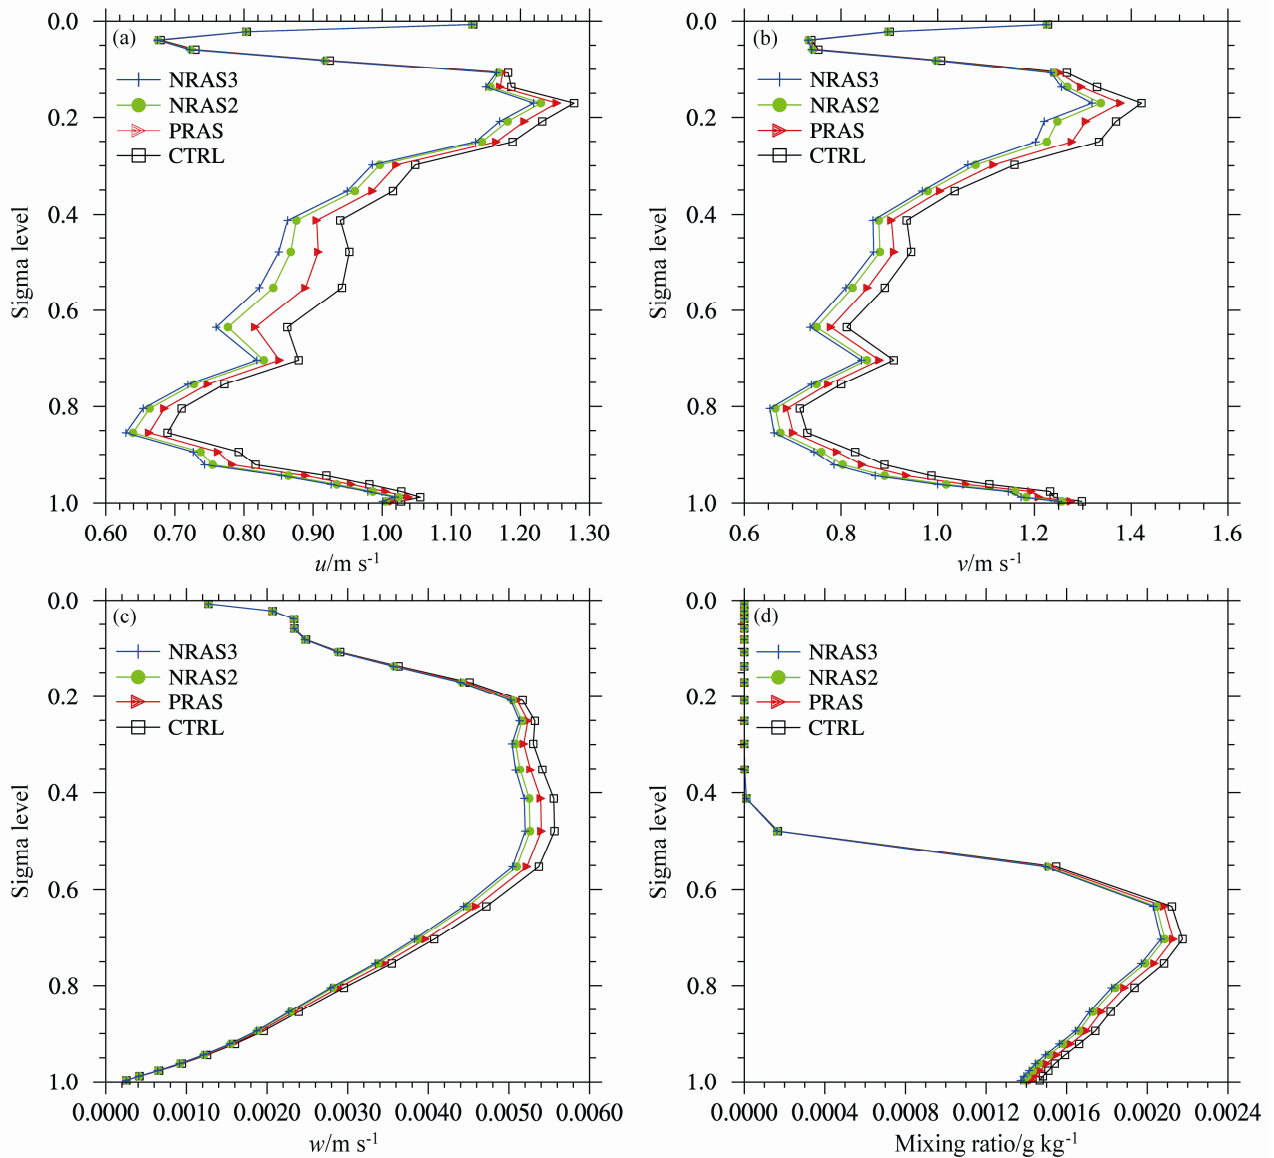 (a)
NRAS3
NRAS2
PRAS
CTRL
Sigma level
0.0
0.2
0.4
0.6
0.8
1.0
0.60 0.70 0.80 0.90 1.00 1.10 1.20 1.30
u/m s-1
(b)
NRAS3
NRAS2
PRAS
CTRL
Sigma level
0.0
0.2
0.4
0.6
0.8
1.0
0.6 0.8 1.0 1.2 1.4 1.6
v/m s-1
(c)
NRAS3
NRAS2
PRAS
CTRL
Sigma level
0.0
0.2
0.4
0.6
0.8
1.0
0.0000 0.0010 0.0020 0.0030 0.0040 0.0050 0.0060
w/m s-1
(d)
NRAS3
NRAS2
PRAS
CTRL
Sigma level
0.0
0.2
0.4
0.6
0.8
1.0
0.0000 0.0004 0.0008 0.0012 0.0016 0.0020 0.0024
Mixing ratio/g kg-1